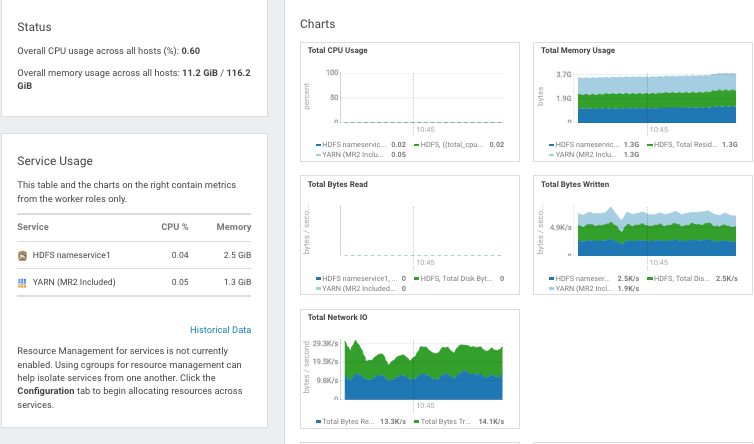 Status
Overall CPU usage across all hosts (%): 0.60
Overall memory usage across all hosts: 11.2 GiB / 116.2
GiB
Service Usage
This table and the charts on the right contain metrics
from the worker roles only.
Service CPU % Memory
HDFS nameservice1 0.04 2.5 GiB
YARN (MR2 Included) 0.05 1.3 GiB
Historical Data
Resource Management for services is not currently
enabled. Using cgroups for resource management can
help isolate services from one another. Click the
Configuration tab to begin allocating resources across
services.
Charts
Total CPU Usage
percent
100
50
0
10:45
HDFS nameservic... 0.02 HDFS, ((total_cpu... 0.02
YARN (MR2 Inclu... 0.05
Total Memory Usage
bytes
3.7G
1.9G
0
10:45
HDFS nameservic... 1.3G HDFS, Total Resid... 1.3G
YARN (MR2 Inclu... 1.3G
Total Bytes Read
bytes / seco...
10:45
HDFS nameservice1, ... 0 HDFS, Total Disk Byt... 0
YARN (MR2 Included... 0
Total Bytes Written
bytes / seco...
4.9K/s
0
10:45
HDFS nameser... 2.5K/s HDFS, Total Dis... 2.5K/s
YARN (MR2 Incl... 1.9K/s
Total Network IO
bytes / second
29.3K/s
19.5K/s
9.8K/s
0
10:45
Total Bytes Re... 13.3K/s Total Bytes Tr... 14.1K/s